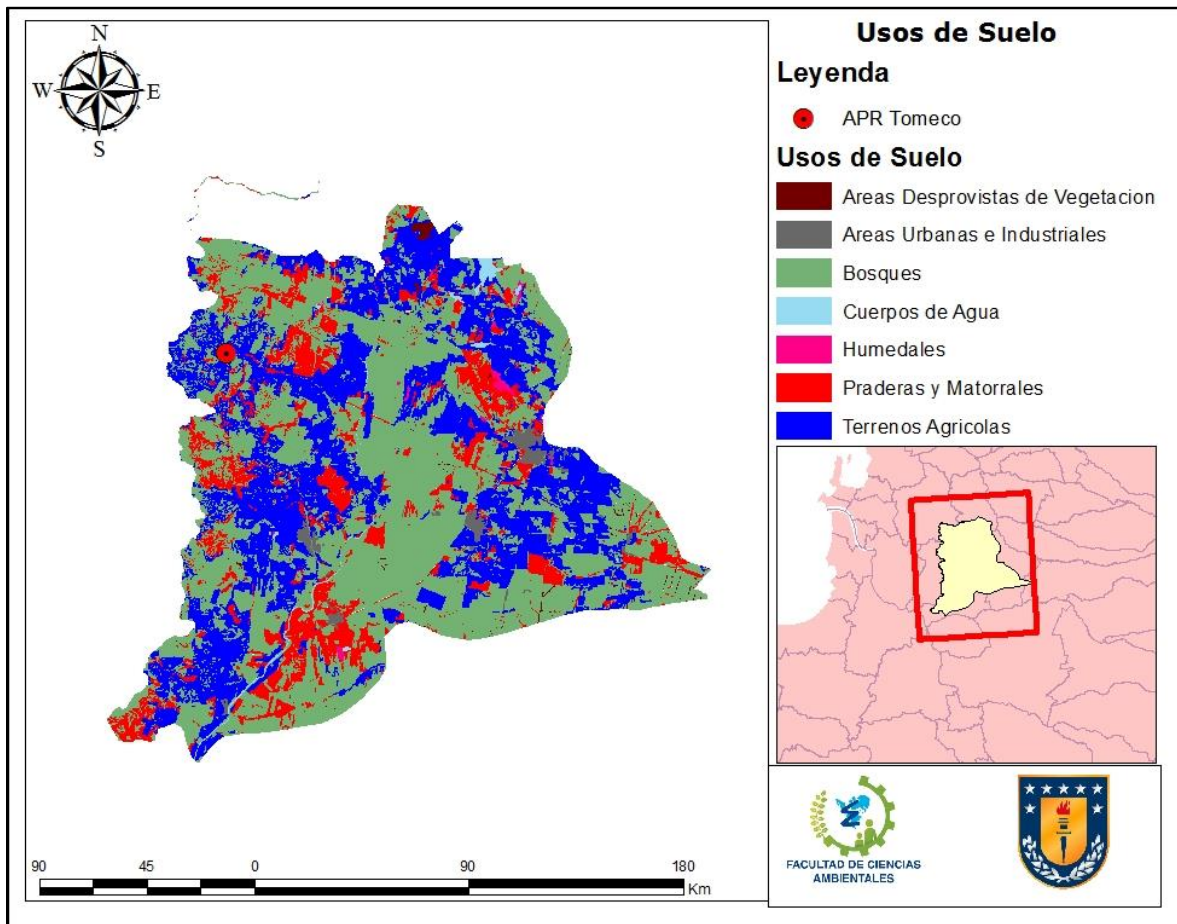 N
W
E
S
90
45
0
90
180
Km
Usos de Suelo
Leyenda
APR Tomeco
Usos de Suelo
Areas Desprovistas de Vegetacion
Areas Urbanas e Industriales
Bosques
Cuerpos de Agua
Humedales
Praderas y Matorrales
Terrenos Agricolas
FACULTAD DE CIENCIAS
AMBIENTALES